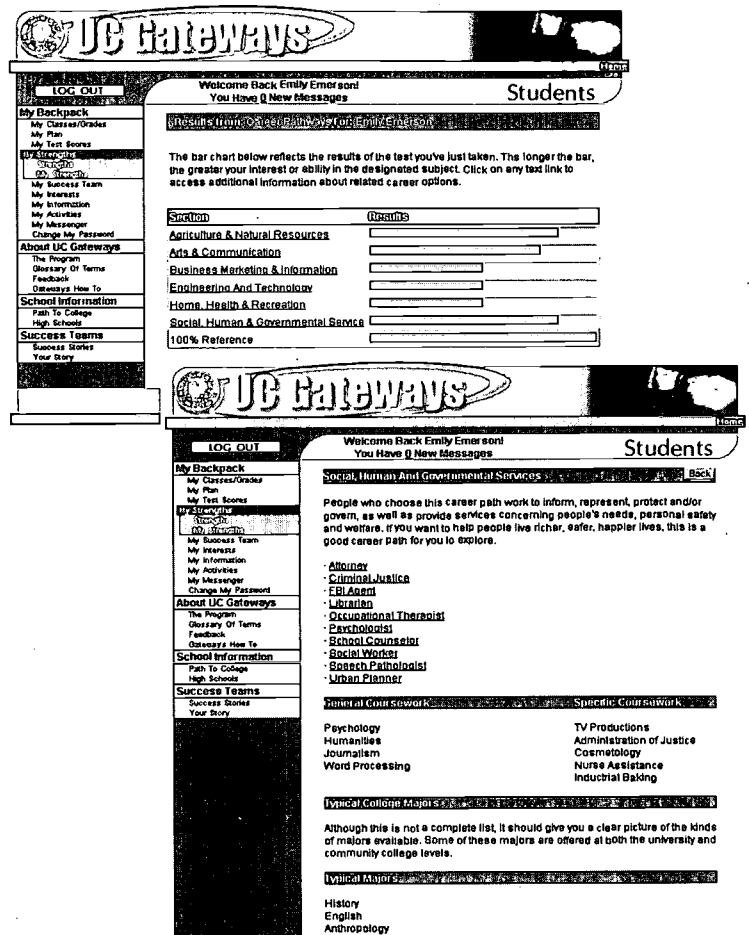 UC Gateways
Home
LOG OUT
Welcome Back Emily Emerson!
You Have 0 New Messages
Students
My Backpack
My Classes/Grades
My Plan
My Test Scores
My Strengths
Strengths
My Strengths
My Success Team
My Interests
My Information
My Activities
My Messenger
Change My Password
About UC Gateways
The Program
Glossary Of Terms
Feedback
Gateways How To
School Information
Path To College
High Schools
Success Teams
Success Stories
Your Story
Results from: Career Pathways For: Emily Emerson
The bar chart below reflects the results of the test you've just taken. The longer the bar,
the greater your interest or ability in the designated subject. Click on any text link to
access additional information about related career options.
Section Results
Agriculture & Natural Resources
Arts & Communication
Business Marketing & Information
Engineering And Technology
Home, Health & Recreation
Social, Human & Governmental Service
100% Reference
UC Gateways
Home
LOG OUT
Welcome Back Emily Emerson!
You Have 0 New Messages
Students
My Backpack
My Classes/Grades
My Plan
My Test Scores
My Strengths
Strengths
My Strengths
My Success Team
My Interests
My Information
My Activities
My Messenger
Change My Password
About UC Gateways
The Program
Glossary Of Terms
Feedback
Gateways How To
School Information
Path To College
High Schools
Success Teams
Success Stories
Your Story
Social, Human And Governmental Services Back
People who choose this career path work to inform, represent, protect and/or
govern, as well as provide services concerning people's needs, personal safety
and welfare. If you want to help people live richer, safer, happier lives, this is a
good career path for you to explore.
· Attorney
· Criminal Justice
· FBI Agent
· Librarian
· Occupational Therapist
· Psychologist
· School Counselor
· Social Worker
· Speech Pathologist
· Urban Planner
General Coursework Specific Coursework
Psychology TV Productions
Humanities Administration of Justice
Journalism Cosmetology
Word Processing Nurse Assistance
Industrial Baking
Typical College Majors
Although this is not a complete list, it should give you a clear picture of the kinds
of majors available. Some of these majors are offered at both the university and
community college levels.
Typical Majors
History
English
Anthropology